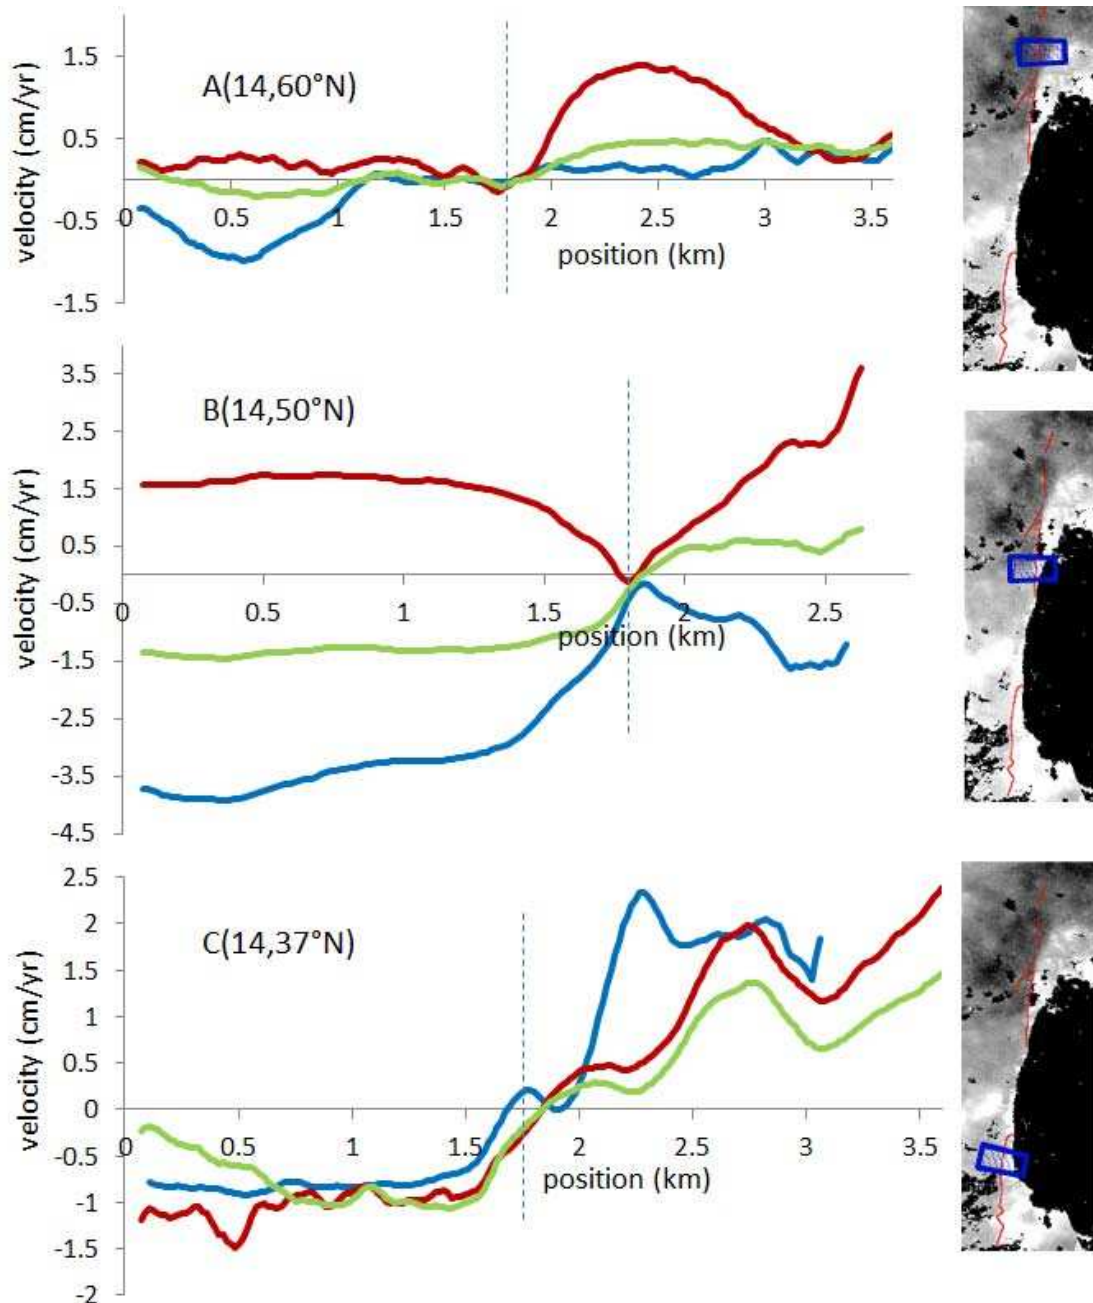 velocity (cm/yr)
1.5
0.5
-0.5
-1.5
A(14,60°N)
0 0.5 1 1.5 2 2.5 3 3.5
position (km)
velocity (cm/yr)
3.5
2.5
1.5
0.5
-0.5
-1.5
-2.5
-3.5
-4.5
B(14,50°N)
0 0.5 1 1.5 2 2.5
position (km)
velocity (cm/yr)
2.5
2
1.5
1
0.5
0
-0.5
-1
-1.5
-2
C(14,37°N)
0 0.5 1 1.5 2 2.5 3 3.5
position (km)